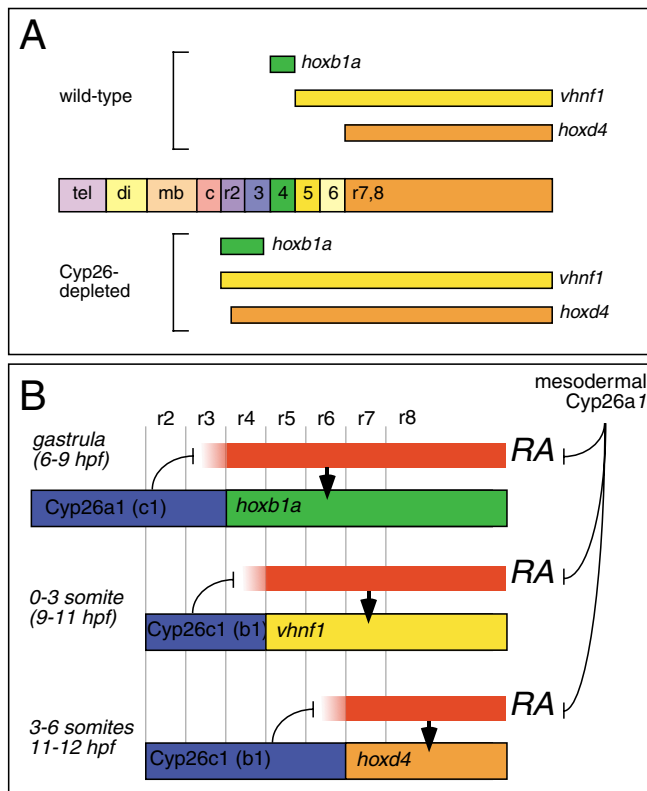 A
hoxb1a
wild-type
vhnf1
hoxd4
tel di mb c r2 3 4 5 6 r7,8
hoxb1a
Cyp26-
depleted
vhnf1
hoxd4
B
mesodermal
Cyp26a1
r2 r3 r4 r5 r6 r7 r8
gastrula
(6-9 hpf)
RA
Cyp26a1 (c1) hoxb1a
0-3 somite
(9-11 hpf)
RA
Cyp26c1 (b1) vhnf1
3-6 somites
11-12 hpf
RA
Cyp26c1 (b1) hoxd4